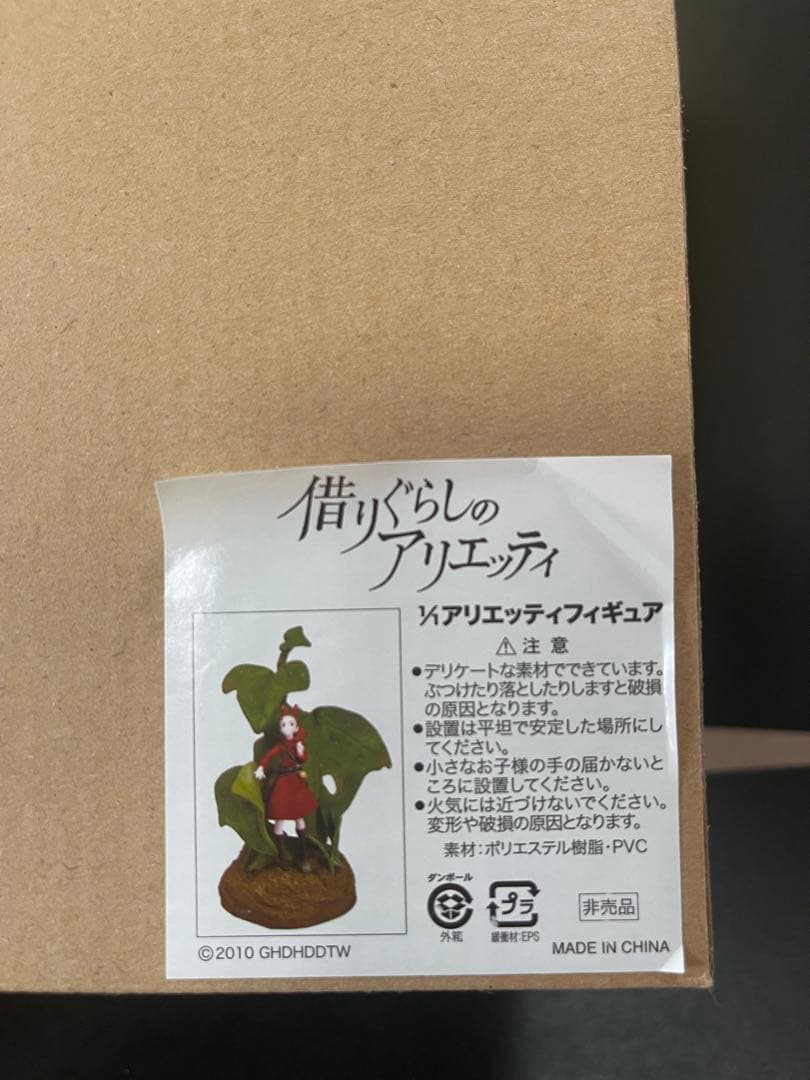 借りぐらしの
アリエッティ
1/1アリエッティフィギュア
⚠注意
●デリケートな素材でできています。
ぶつけたり落としたりしますと破損
の原因となります。
●設置は平坦で安定した場所にし
てください。
●小さなお子様の手の届かないと
ころに設置してください。
●火気には近づけないでください。
変形や破損の原因となります。
素材:ポリエステル樹脂・PVC
ダンボール
外箱
プラ
緩衝材:EPS
非売品
©2010 GHDHDDTW
MADE IN CHINA